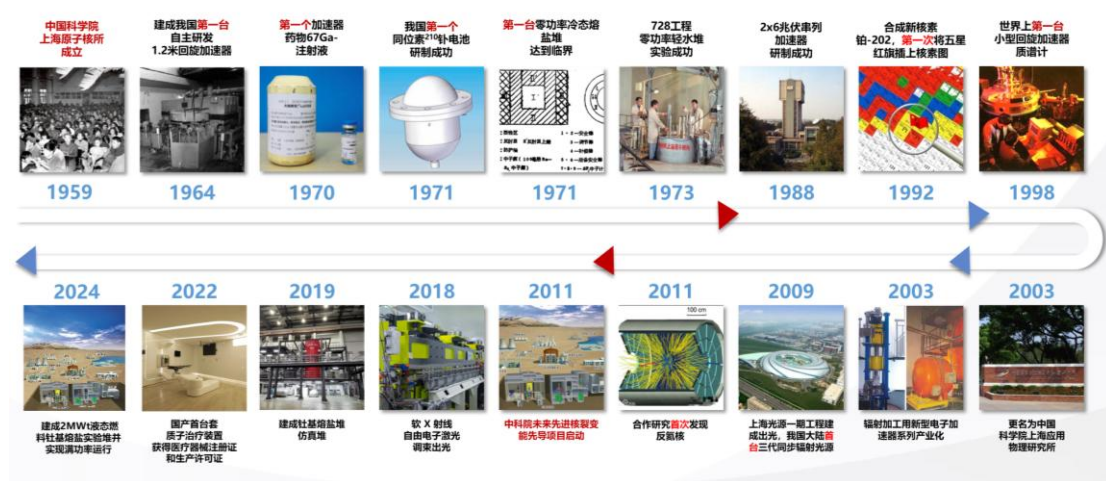 中国科学院
上海原子核所
成立
建成我国第一台
自主研发
1.2米回旋加速器
第一个加速器
药物67Ga-
注射液
我国第一个
同位素²¹⁰钋电池
研制成功
第一台零功率冷态熔
盐堆
达到临界
728工程
零功率轻水堆
实验成功
2x6兆伏串列
加速器
研制成功
合成新核素
铂-202，第一次将五星
红旗插上核素图
世界上第一台
小型回旋加速器
质谱计
1959
1964
1970
1971
1971
1973
1988
1992
1998
2024
2022
2019
2018
2011
2011
2009
2003
2003
100 cm
建成2MWt液态燃
料钍基熔盐实验堆并
实现满功率运行
国产首台套
质子治疗装置
获得医疗器械注册证
和生产许可证
建成钍基熔盐堆
仿真堆
软 X 射线
自由电子激光
调束出光
中科院未来先进核裂变
能先导项目启动
合作研究首次发现
反氦核
上海光源一期工程建
成出光，我国大陆首
台三代同步辐射光源
辐射加工用新型电子加
速器系列产业化
更名为中国
科学院上海应用
物理研究所